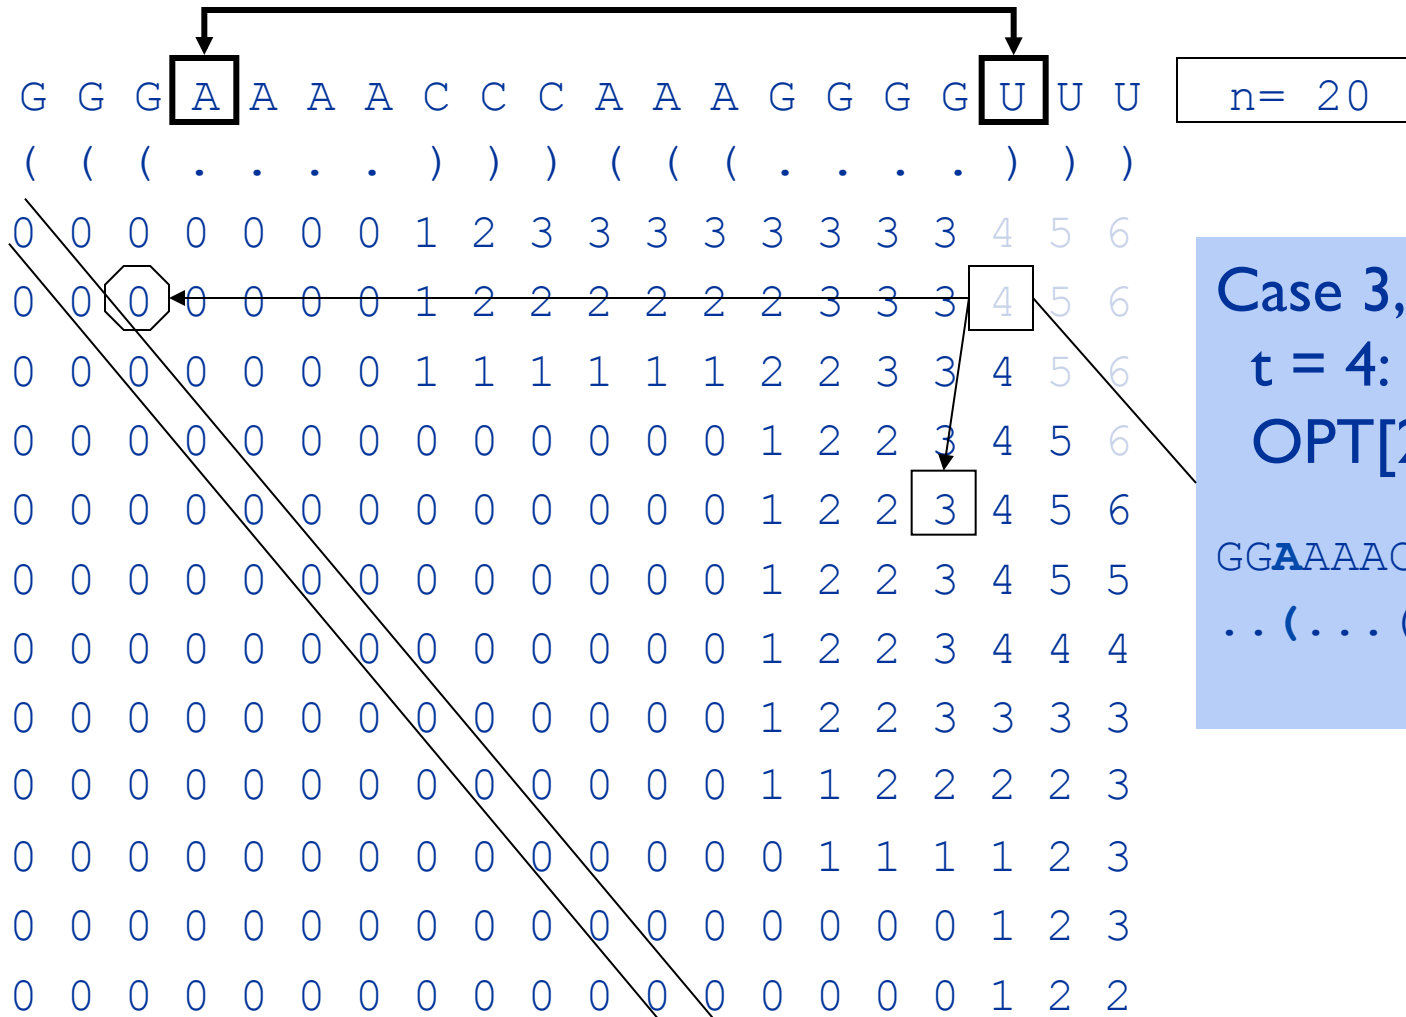 G G G A A A A C C C A A A G G G G U U U
n= 20
( ( ( . . . . ) ) ) ( ( ( . . . . ) ) )
0 0 0 0 0 0 0 1 2 3 3 3 3 3 3 3 3 4 5 6
0 0 0 0 0 0 0 1 2 2 2 2 2 2 3 3 3 4 5 6
0 0 0 0 0 0 0 1 1 1 1 1 1 2 2 3 3 4 5 6
0 0 0 0 0 0 0 0 0 0 0 0 0 1 2 2 3 4 5 6
0 0 0 0 0 0 0 0 0 0 0 0 0 1 2 2 3 4 5 6
0 0 0 0 0 0 0 0 0 0 0 0 0 1 2 2 3 4 5 5
0 0 0 0 0 0 0 0 0 0 0 0 0 1 2 2 3 4 4 4
0 0 0 0 0 0 0 0 0 0 0 0 0 1 2 2 3 3 3 3
0 0 0 0 0 0 0 0 0 0 0 0 0 1 1 2 2 2 2 3
0 0 0 0 0 0 0 0 0 0 0 0 0 0 1 1 1 1 2 3
0 0 0 0 0 0 0 0 0 0 0 0 0 0 0 0 0 1 2 3
0 0 0 0 0 0 0 0 0 0 0 0 0 0 0 0 0 1 2 2
Case 3,
t = 4:
OPT[2
GGAAAAC
..(...(